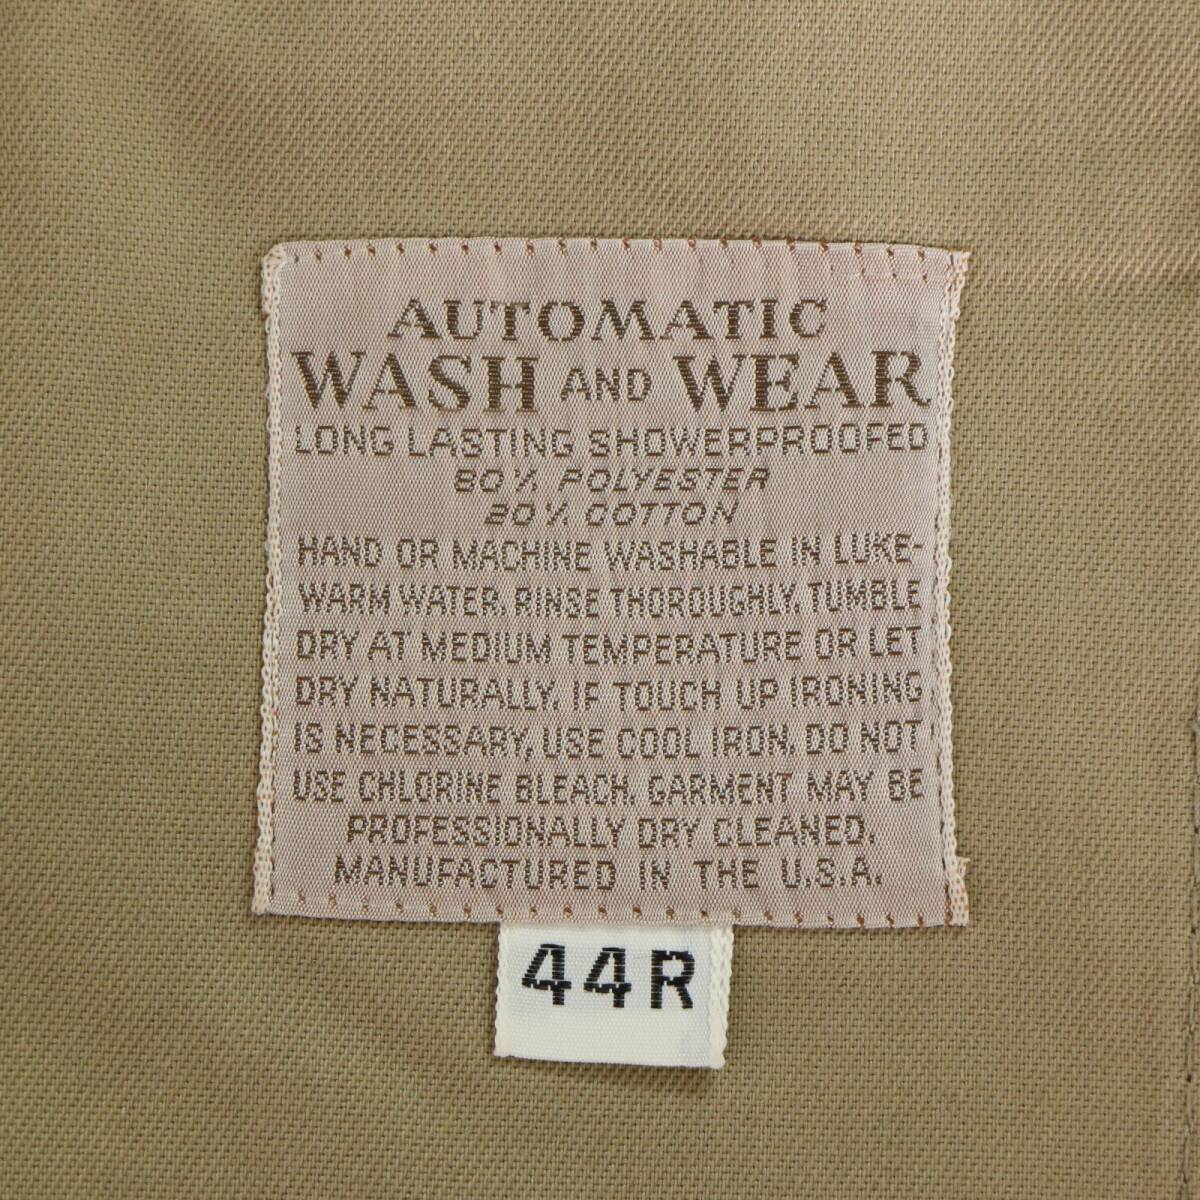 AUTOMATIC
WASH AND WEAR
LONG LASTING SHOWERPROOFED
80% POLYESTER
20% COTTON
HAND OR MACHINE WASHABLE IN LUKE-
WARM WATER. RINSE THOROUGHLY. TUMBLE
DRY AT MEDIUM TEMPERATURE OR LET
DRY NATURALLY. IF TOUCH UP IRONING
IS NECESSARY, USE COOL IRON. DO NOT
USE CHLORINE BLEACH. GARMENT MAY BE
PROFESSIONALLY DRY CLEANED.
MANUFACTURED IN THE U.S.A.
44R